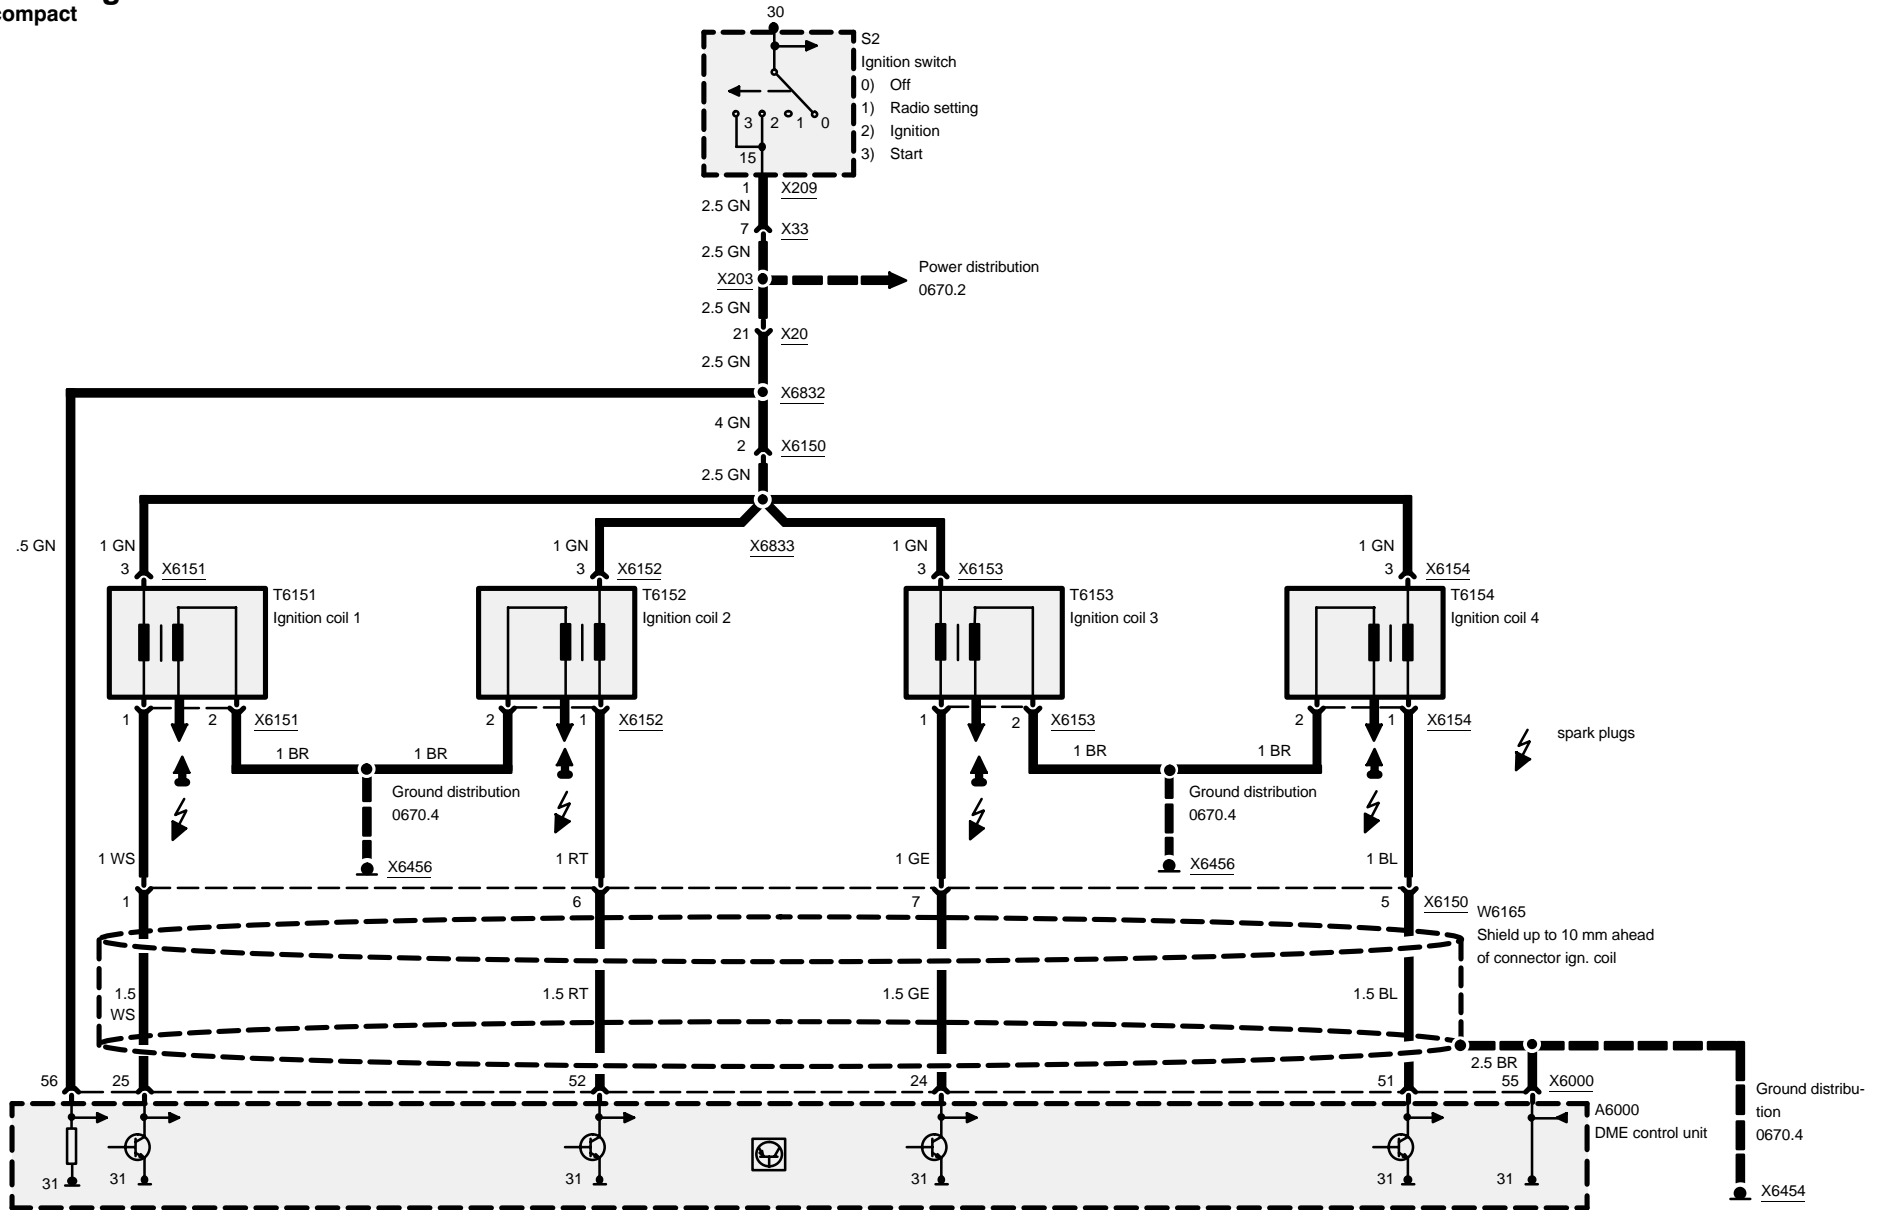 compact
30
S2
Ignition switch
0) Off
1) Radio setting
2) Ignition
3) Start
3 2 1 0
15
1 X209
2.5 GN
7 X33
2.5 GN
X203
Power distribution
0670.2
2.5 GN
21 X20
2.5 GN
X6832
4 GN
2 X6150
2.5 GN
.5 GN 1 GN 1 GN X6833 1 GN 1 GN
3 X6151 3 X6152 3 X6153 3 X6154
T6151 T6152 T6153 T6154
Ignition coil 1 Ignition coil 2 Ignition coil 3 Ignition coil 4
1 2 X6151 2 1 X6152 1 2 X6153 2 1 X6154
spark plugs
1 BR 1 BR 1 BR 1 BR
Ground distribution Ground distribution
0670.4 0670.4
1 WS X6456 1 RT 1 GE X6456 1 BL
1 6 7 5 X6150
W6165
Shield up to 10 mm ahead
of connector ign. coil
1.5 1.5 RT 1.5 GE 1.5 BL
WS
2.5 BR
56 25 52 24 51 55 X6000
Ground distribu-
tion
0670.4
A6000
DME control unit
31 31 31 31 31 31
X6454